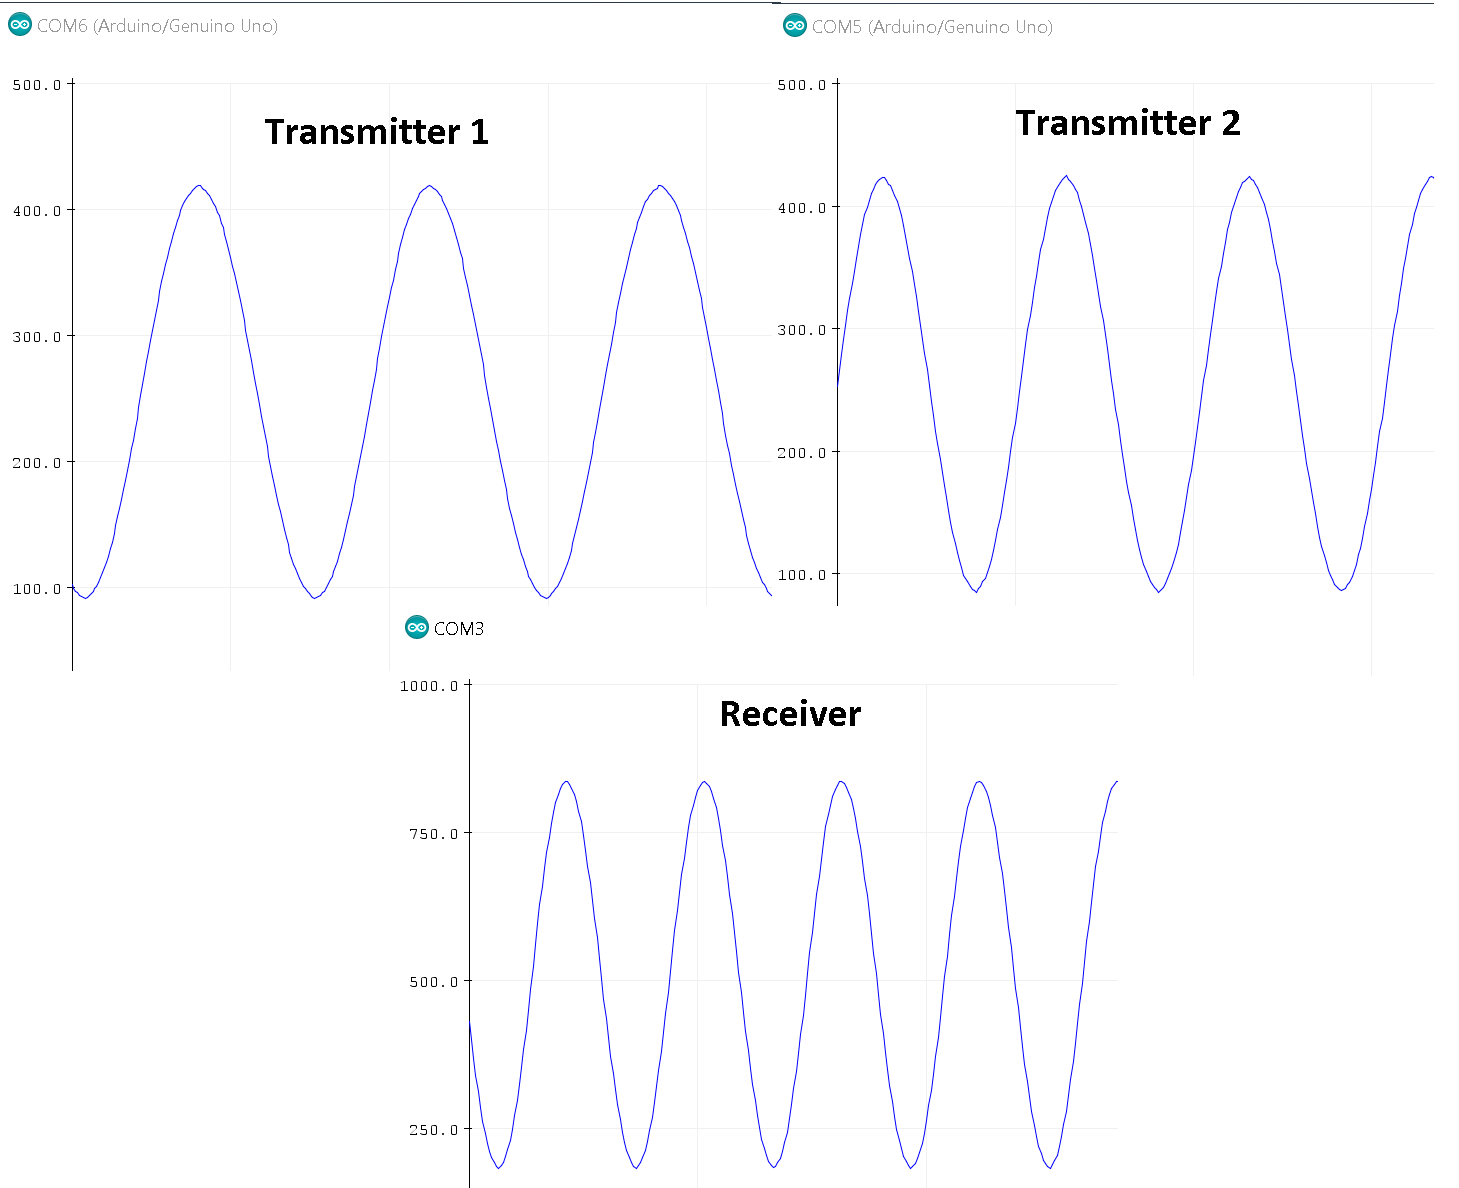 COM6 (Arduino/Genuino Uno)
COM5 (Arduino/Genuino Uno)
500.0
Transmitter 1
400.0
300.0
200.0
100.0
500.0
Transmitter 2
400.0
300.0
200.0
100.0
COM3
1000.0
Receiver
750.0
500.0
250.0